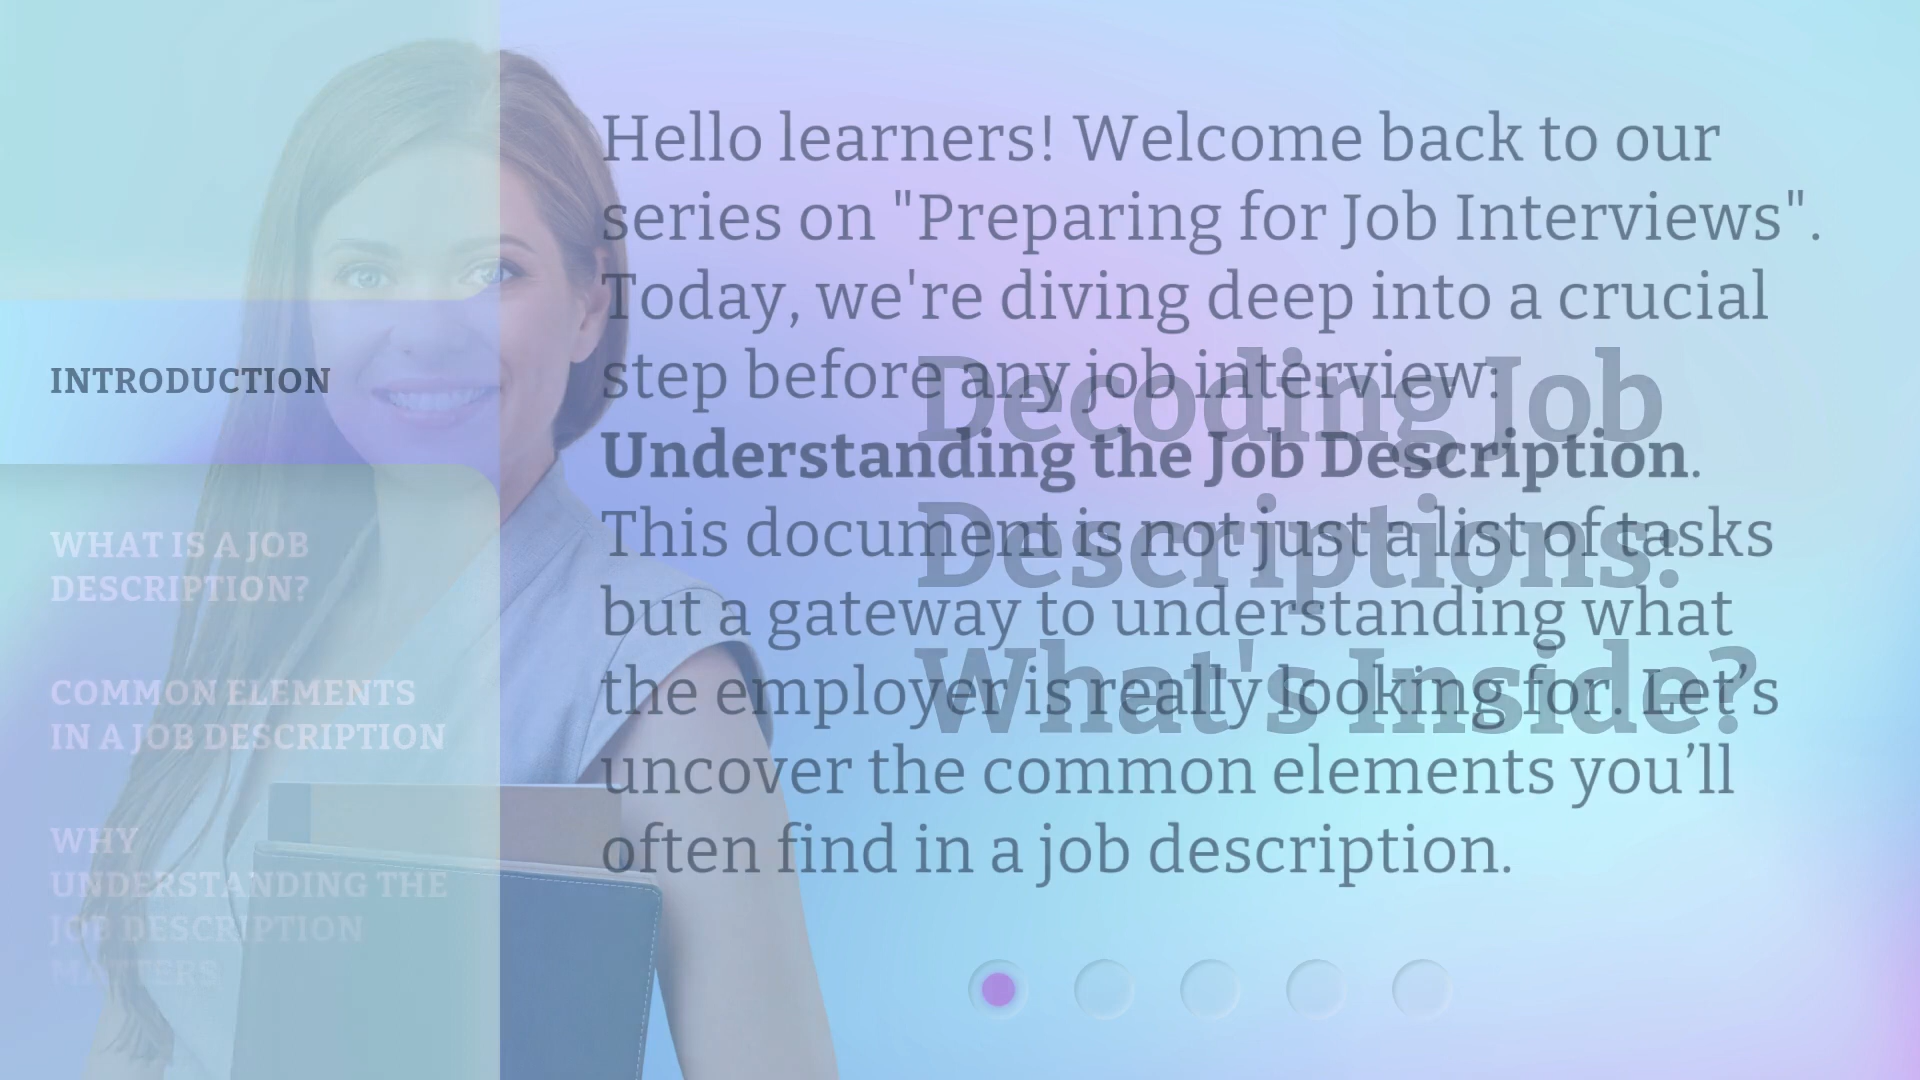 INTRODUCTION
WHAT IS A JOB
DESCRIPTION?
COMMON ELEMENTS
IN A JOB DESCRIPTION
WHY
UNDERSTANDING THE
JOB DESCRIPTION
MATTERS
Hello learners! Welcome back to our
series on "Preparing for Job Interviews".
Today, we're diving deep into a crucial
step before any job interview:
Understanding the Job Description.
This document is not just a list of tasks
but a gateway to understanding what
the employer is really looking for. Let’s
uncover the common elements you’ll
often find in a job description.
Decoding Job
Descriptions:
What's Inside?